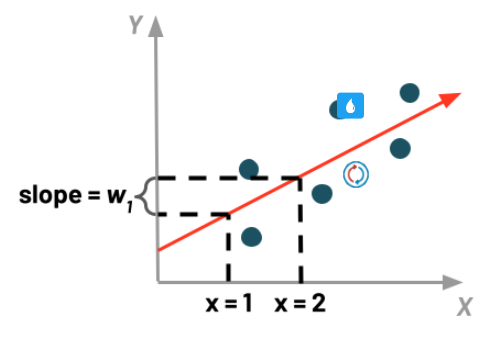 Y
slope = w₁
x = 1 x = 2
X